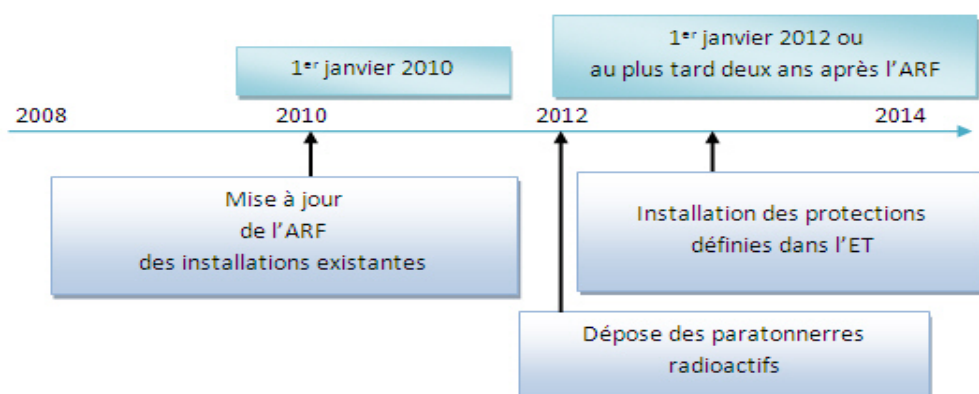 1er janvier 2010
1er janvier 2012 ou
au plus tard deux ans après l'ARF
2008
2010
2012
2014
Mise à jour
de l'ARF
des installations existantes
Installation des protections
définies dans l'ET
Dépose des paratonnerres
radioactifs